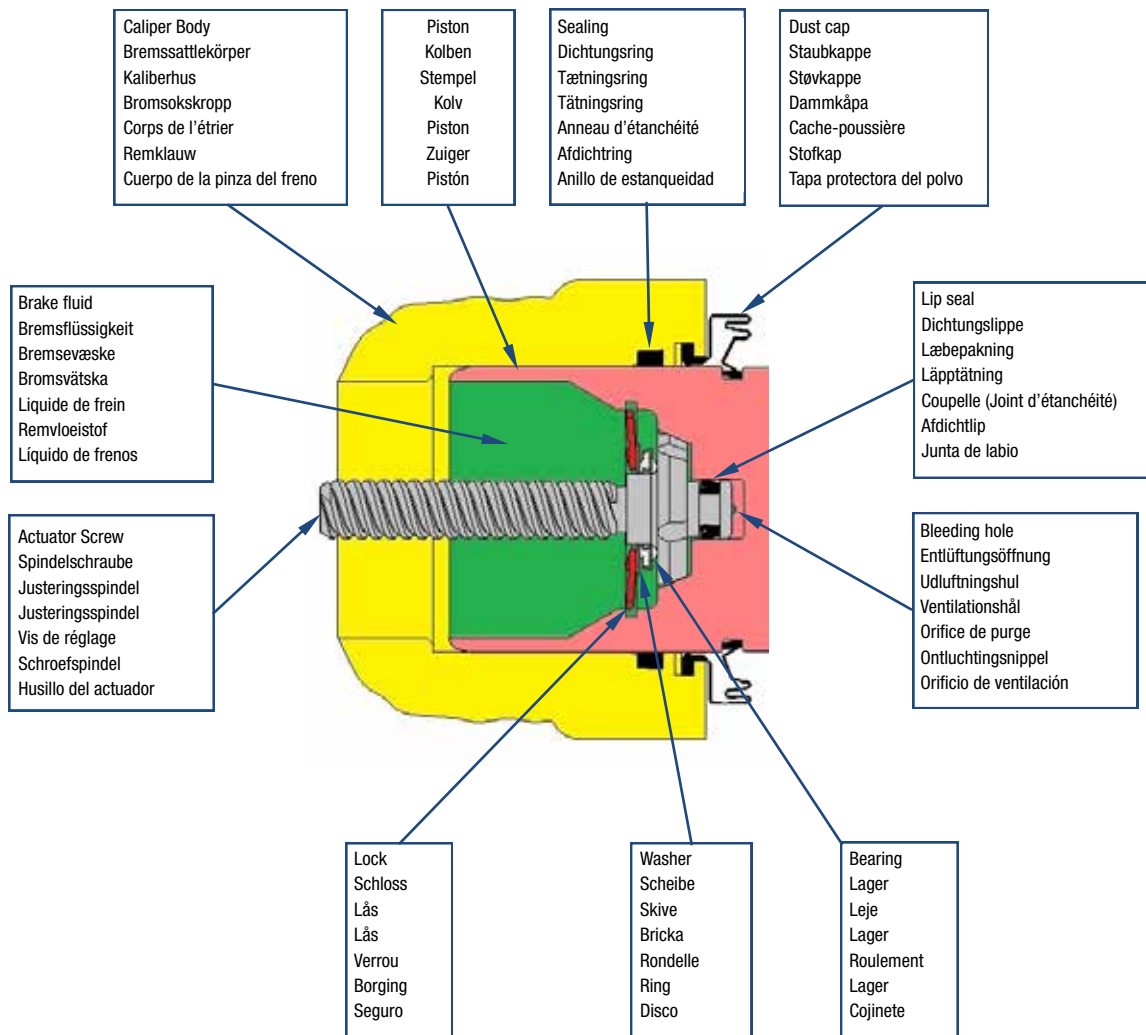 Caliper Body
Bremssattlekörper
Kaliberhus
Bromsokskropp
Corps de l'étrier
Remklauw
Cuerpo de la pinza del freno
Piston
Kolben
Stempel
Kolv
Piston
Zuiger
Pistón
Sealing
Dichtungsring
Tætningsring
Tätningsring
Anneau d'étanchéité
Afdichtring
Anillo de estanqueidad
Dust cap
Staubkappe
Støvkappe
Dammkåpa
Cache-poussière
Stofkap
Tapa protectora del polvo
Brake fluid
Bremsflüssigkeit
Bremsevæske
Bromsvätska
Liquide de frein
Remvloeistof
Líquido de frenos
Lip seal
Dichtungslippe
Læbepakning
Läpptätning
Coupelle (Joint d'étanchéité)
Afdichtlip
Junta de labio
Actuator Screw
Spindelschraube
Justeringsspindel
Justeringsspindel
Vis de réglage
Schroefspindel
Husillo del actuador
Bleeding hole
Entlüftungsöffnung
Udluftningshul
Ventilationshål
Orifice de purge
Ontluchtingsnippel
Orificio de ventilación
Lock
Schloss
Lås
Lås
Verrou
Borging
Seguro
Washer
Scheibe
Skive
Bricka
Rondelle
Ring
Disco
Bearing
Lager
Leje
Lager
Roulement
Lager
Cojinete